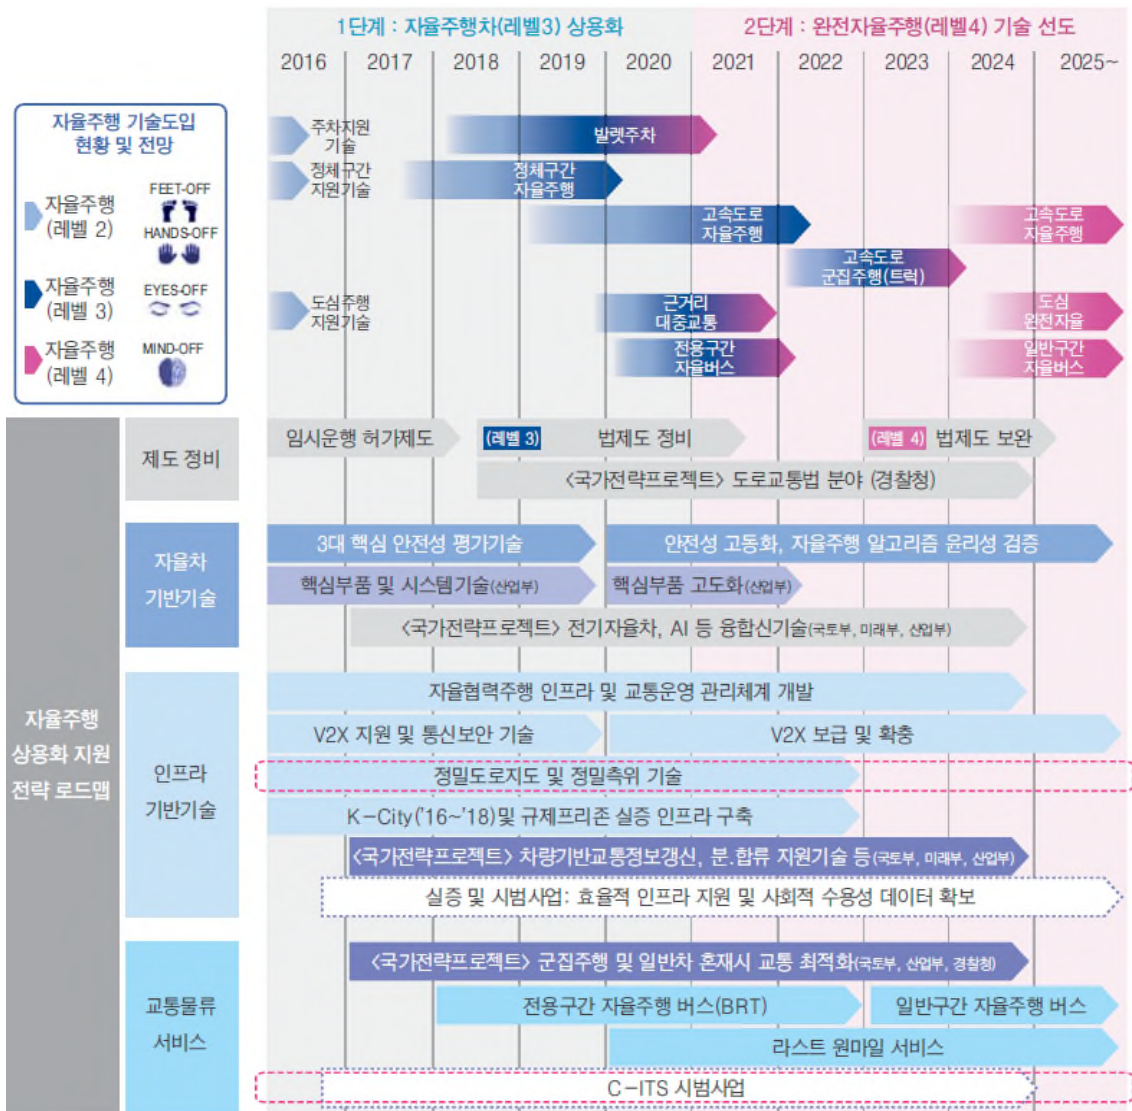 1단계 : 자율주행차(레벨3) 상용화
2단계 : 완전자율주행(레벨4) 기술 선도
2016 2017 2018 2019 2020 2021 2022 2023 2024 2025~
자율주행 기술도입
현황 및 전망
자율주행
(레벨 2)
FEET-OFF
HANDS-OFF
자율주행
(레벨 3)
EYES-OFF
자율주행
(레벨 4)
MIND-OFF
주차지원
기술
발렛주차
정체구간
지원기술
정체구간
자율주행
고속도로
자율주행
고속도로
자율주행
고속도로
군집주행(트럭)
도심주행
지원기술
근거리
대중교통
도심
완전자율
전용구간
자율버스
일반구간
자율버스
자율주행
상용화 지원
전략 로드맵
제도 정비
임시운행 허가제도
(레벨 3) 법제도 정비
(레벨 4) 법제도 보완
<국가전략프로젝트> 도로교통법 분야 (경찰청)
자율차
기반기술
3대 핵심 안전성 평가기술
안전성 고동화, 자율주행 알고리즘 윤리성 검증
핵심부품 및 시스템기술(산업부)
핵심부품 고도화(산업부)
<국가전략프로젝트> 전기자율차, AI 등 융합신기술(국토부, 미래부, 산업부)
인프라
기반기술
자율협력주행 인프라 및 교통운영 관리체계 개발
V2X 지원 및 통신보안 기술
V2X 보급 및 확충
정밀도로지도 및 정밀측위 기술
K-City('16~'18)및 규제프리존 실증 인프라 구축
<국가전략프로젝트> 차량기반교통정보갱신, 분.합류 지원기술 등(국토부, 미래부, 산업부)
실증 및 시범사업: 효율적 인프라 지원 및 사회적 수용성 데이터 확보
교통물류
서비스
<국가전략프로젝트> 군집주행 및 일반차 혼재시 교통 최적화(국토부, 산업부, 경찰청)
전용구간 자율주행 버스(BRT)
일반구간 자율주행 버스
라스트 원마일 서비스
C-ITS 시범사업